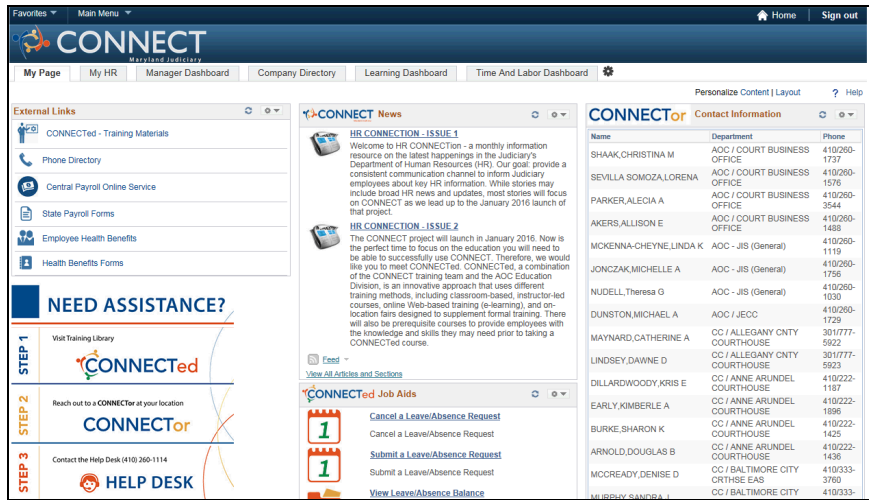 Favorites Main Menu Home Sign out
CONNECT
Maryland Judiciary
My Page My HR Manager Dashboard Company Directory Learning Dashboard Time And Labor Dashboard
Personalize Content | Layout ? Help
External Links
CONNECTed - Training Materials
Phone Directory
Central Payroll Online Service
State Payroll Forms
Employee Health Benefits
Health Benefits Forms
NEED ASSISTANCE?
STEP 1
Visit Training Library
CONNECTed
STEP 2
Reach out to a CONNECTor at your location
CONNECTor
STEP 3
Contact the Help Desk (410) 260-1114
HELP DESK
CONNECT News
HR CONNECTION - ISSUE 1
Welcome to HR CONNECTion - a monthly information
resource on the latest happenings in the Judiciary's
Department of Human Resources (HR). Our goal: provide a
consistent communication channel to inform Judiciary
employees about key HR information. While stories may
include broad HR news and updates, most stories will focus
on CONNECT as we lead up to the January 2016 launch of
that project.
HR CONNECTION - ISSUE 2
The CONNECT project will launch in January 2016. Now is
the perfect time to focus on the education you will need to
be able to successfully use CONNECT. Therefore, we would
like you to meet CONNECTed. CONNECTed, a combination
of the CONNECT training team and the AOC Education
Division, is an innovative approach that uses different
training methods, including classroom-based, instructor-led
courses, online Web-based training (e-learning), and on-
location fairs designed to supplement formal training. There
will also be prerequisite courses to provide employees with
the knowledge and skills they may need prior to taking a
CONNECTed course.
Feed
View All Articles and Sections
CONNECTed Job Aids
1
Cancel a Leave/Absence Request
Cancel a Leave/Absence Request
1
Submit a Leave/Absence Request
Submit a Leave/Absence Request
View Leave/Absence Balance
CONNECTor Contact Information
Name Department Phone
SHAAK,CHRISTINA M AOC / COURT BUSINESS OFFICE 410/260-1737
SEVILLA SOMOZA,LORENA AOC / COURT BUSINESS OFFICE 410/260-1576
PARKER,ALECIA A AOC / COURT BUSINESS OFFICE 410/260-3544
AKERS,ALLISON E AOC / COURT BUSINESS OFFICE 410/260-1488
MCKENNA-CHEYNE,LINDA K AOC - JIS (General) 410/260-1119
JONCZAK,MICHELLE A AOC - JIS (General) 410/260-1756
NUDELL,Theresa G AOC - JIS (General) 410/260-1030
DUNSTON,MICHAEL A AOC / JECC 410/260-1729
MAYNARD,CATHERINE A CC / ALLEGANY CNTY COURTHOUSE 301/777-5922
LINDSEY,DAWNE D CC / ALLEGANY CNTY COURTHOUSE 301/777-5923
DILLARDWOODY,KRIS E CC / ANNE ARUNDEL COURTHOUSE 410/222-1187
EARLY,KIMBERLE A CC / ANNE ARUNDEL COURTHOUSE 410/222-1896
BURKE,SHARON K CC / ANNE ARUNDEL COURTHOUSE 410/222-1425
ARNOLD,DOUGLAS B CC / ANNE ARUNDEL COURTHOUSE 410/222-1436
MCCREADY,DENISE D CC / BALTIMORE CITY CRTHSE EAS 410/333-3760
MURPHY,SANDRA L CC / BALTIMORE CITY 410/333-